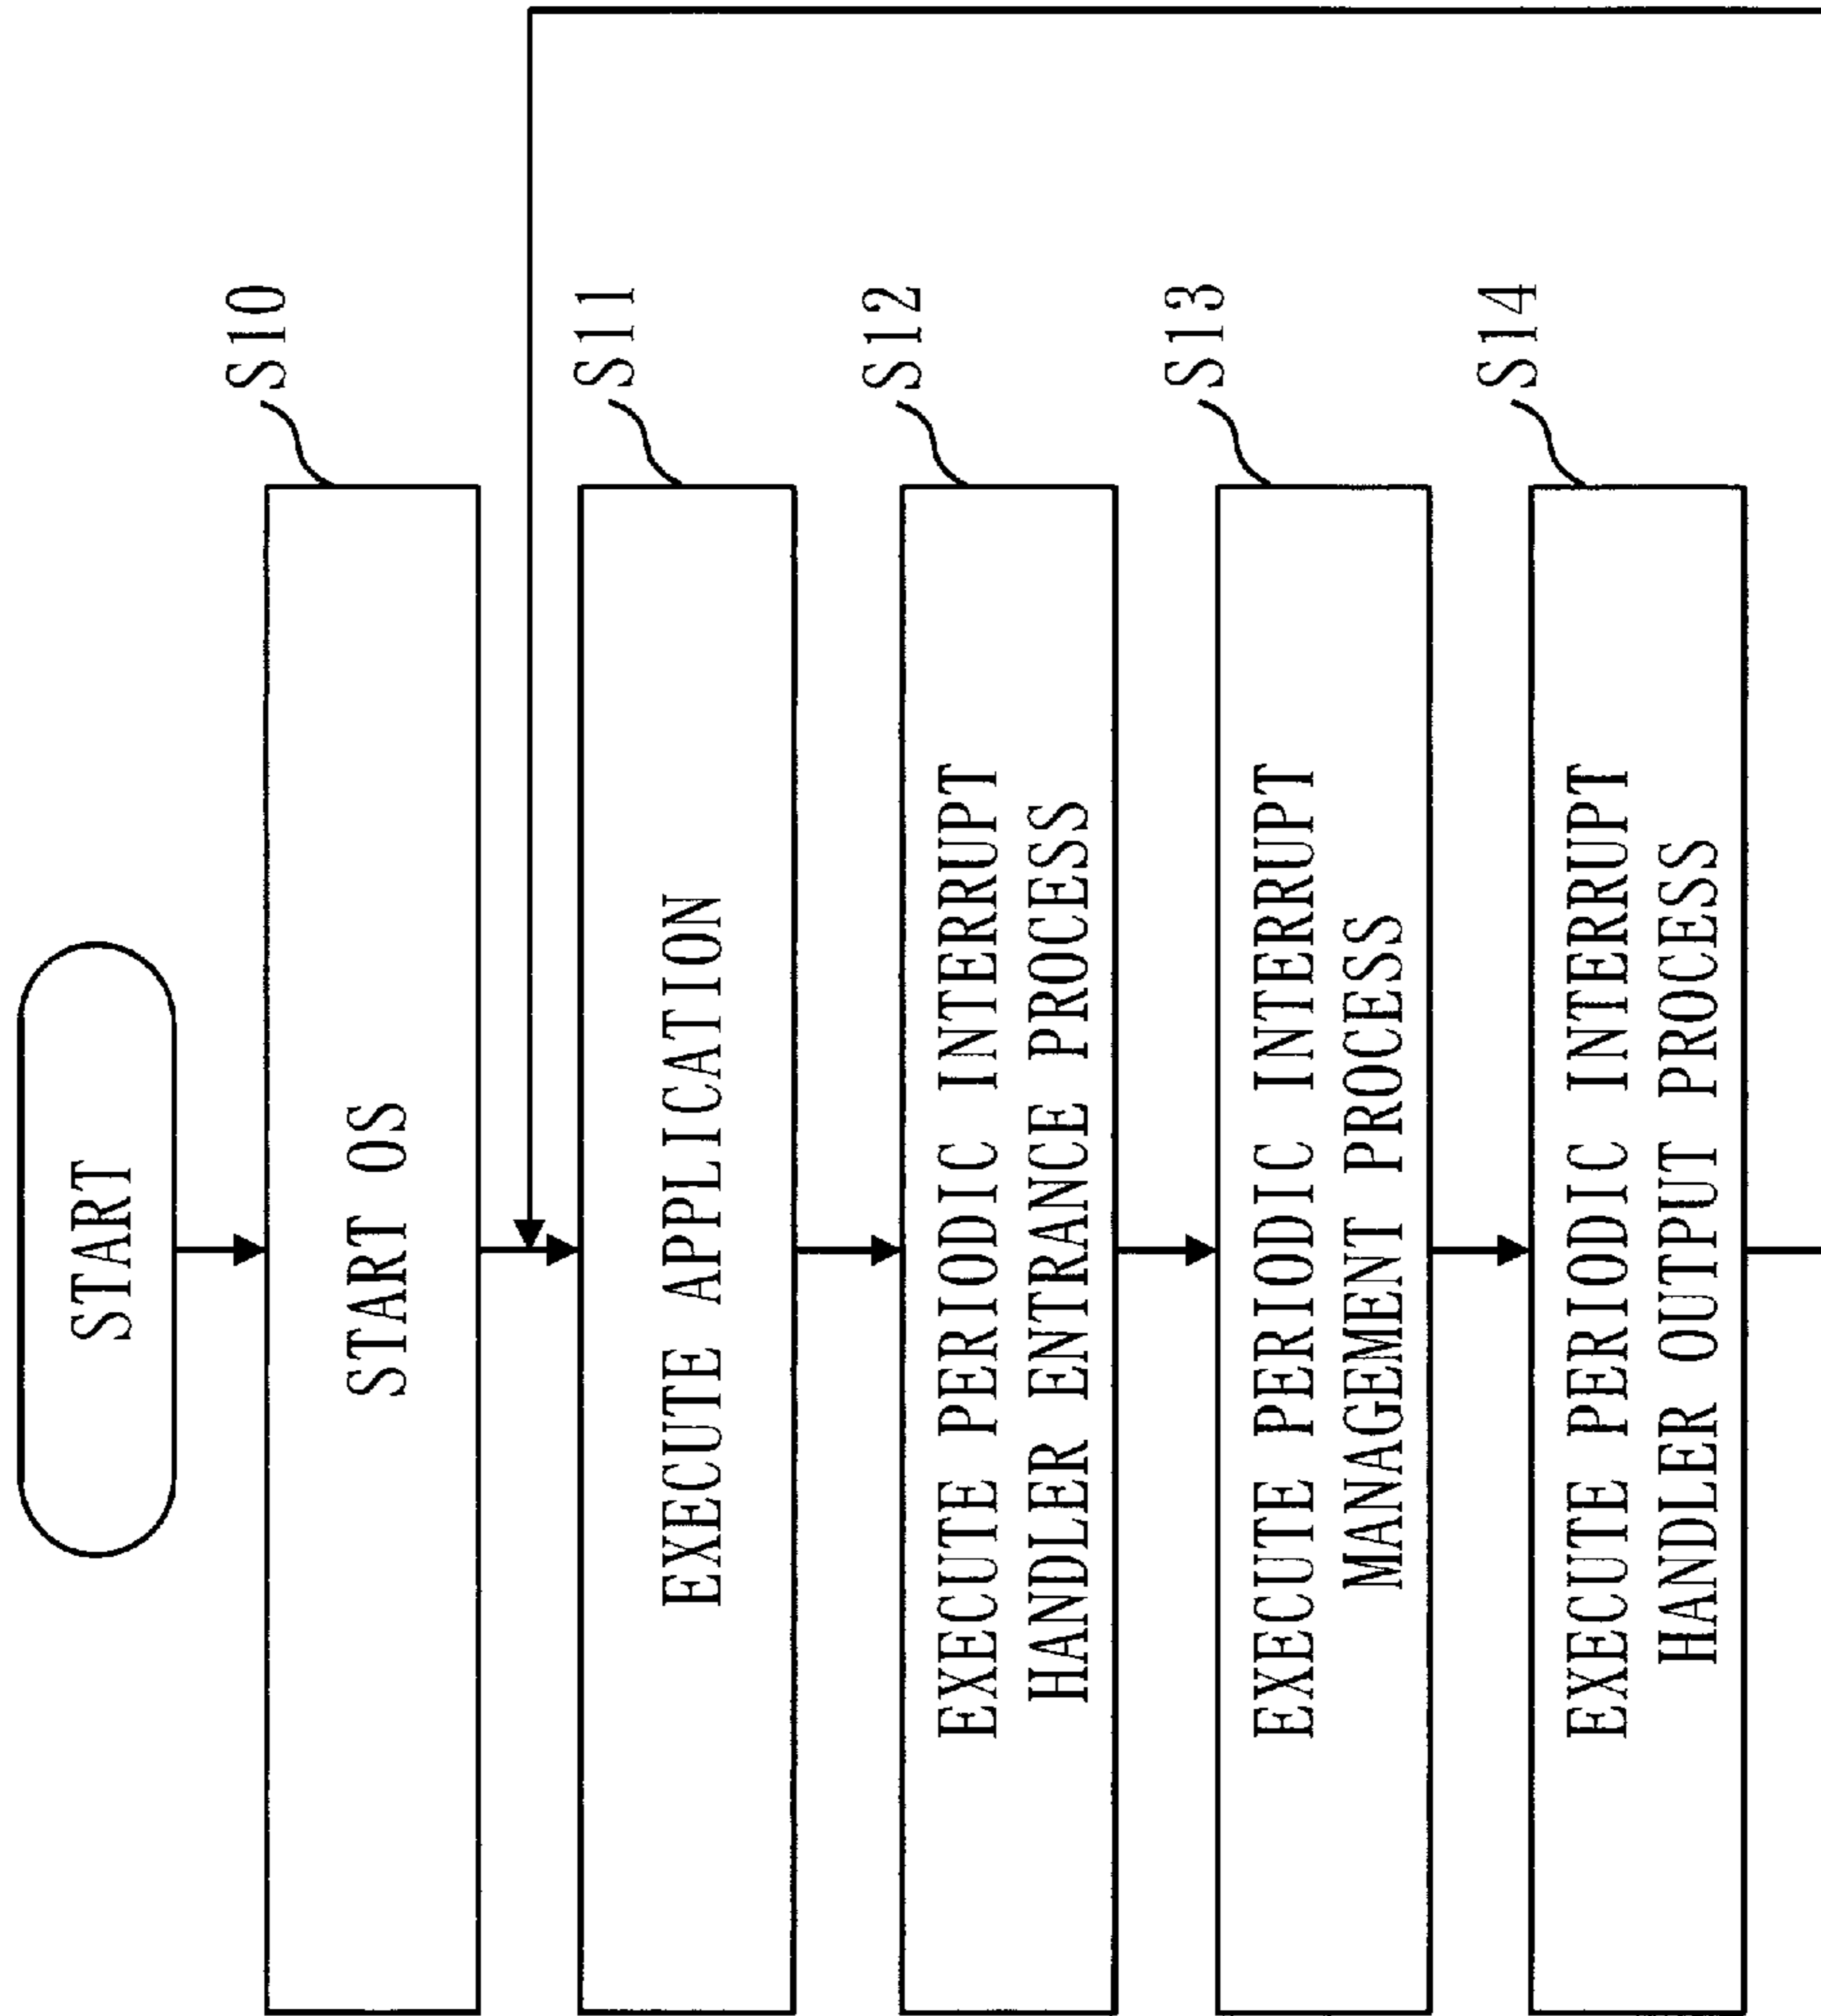 START
S10
START OS
S11
EXECUTE APPLICATION
S12
EXECUTE PERIODIC INTERRUPT
HANDLER ENTRANCE PROCESS
S13
EXECUTE PERIODIC INTERRUPT
MANAGEMENT PROCESS
S14
EXECUTE PERIODIC INTERRUPT
HANDLER OUTPUT PROCESS